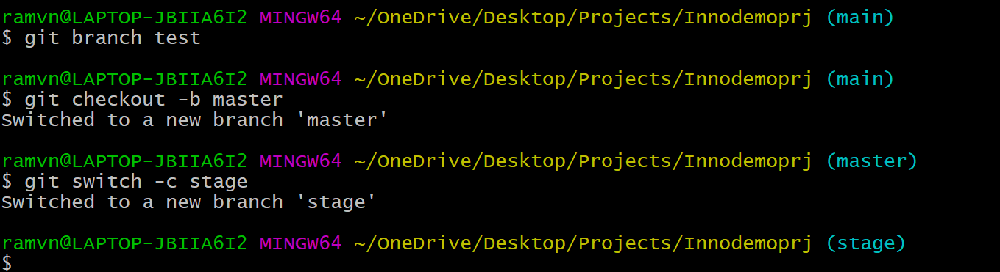 ramvn@LAPTOP-JBIIA6I2 MINGW64 ~/OneDrive/Desktop/Projects/Innodemoprj (main)
$ git branch test
ramvn@LAPTOP-JBIIA6I2 MINGW64 ~/OneDrive/Desktop/Projects/Innodemoprj (main)
$ git checkout -b master
Switched to a new branch 'master'
ramvn@LAPTOP-JBIIA6I2 MINGW64 ~/OneDrive/Desktop/Projects/Innodemoprj (master)
$ git switch -c stage
Switched to a new branch 'stage'
ramvn@LAPTOP-JBIIA6I2 MINGW64 ~/OneDrive/Desktop/Projects/Innodemoprj (stage)
$